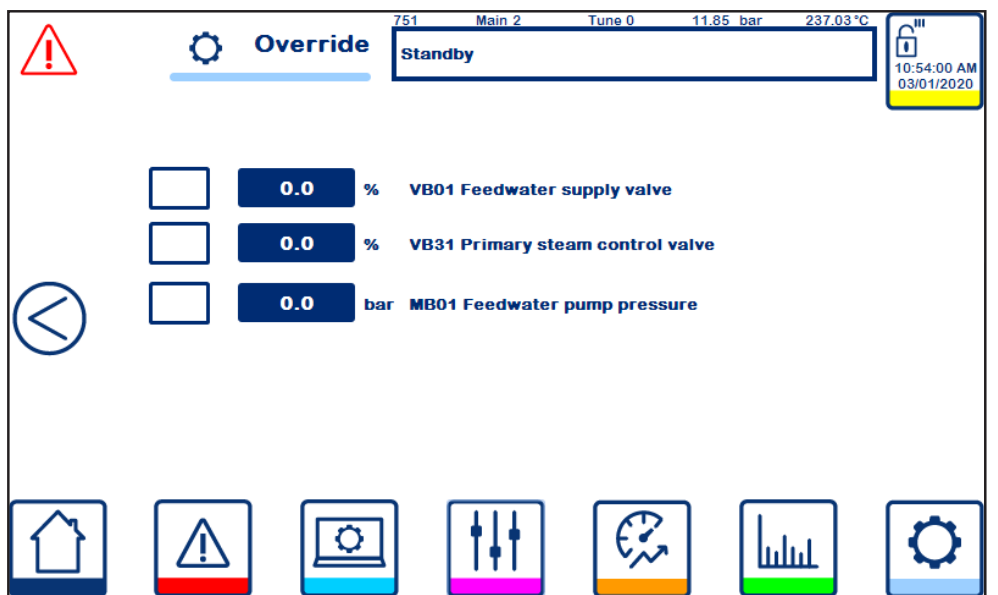 751 Main 2 Tune 0 11.85 bar 237.03 °C
Override
Standby
10:54:00 AM
03/01/2020
0.0 % VB01 Feedwater supply valve
0.0 % VB31 Primary steam control valve
0.0 bar MB01 Feedwater pump pressure